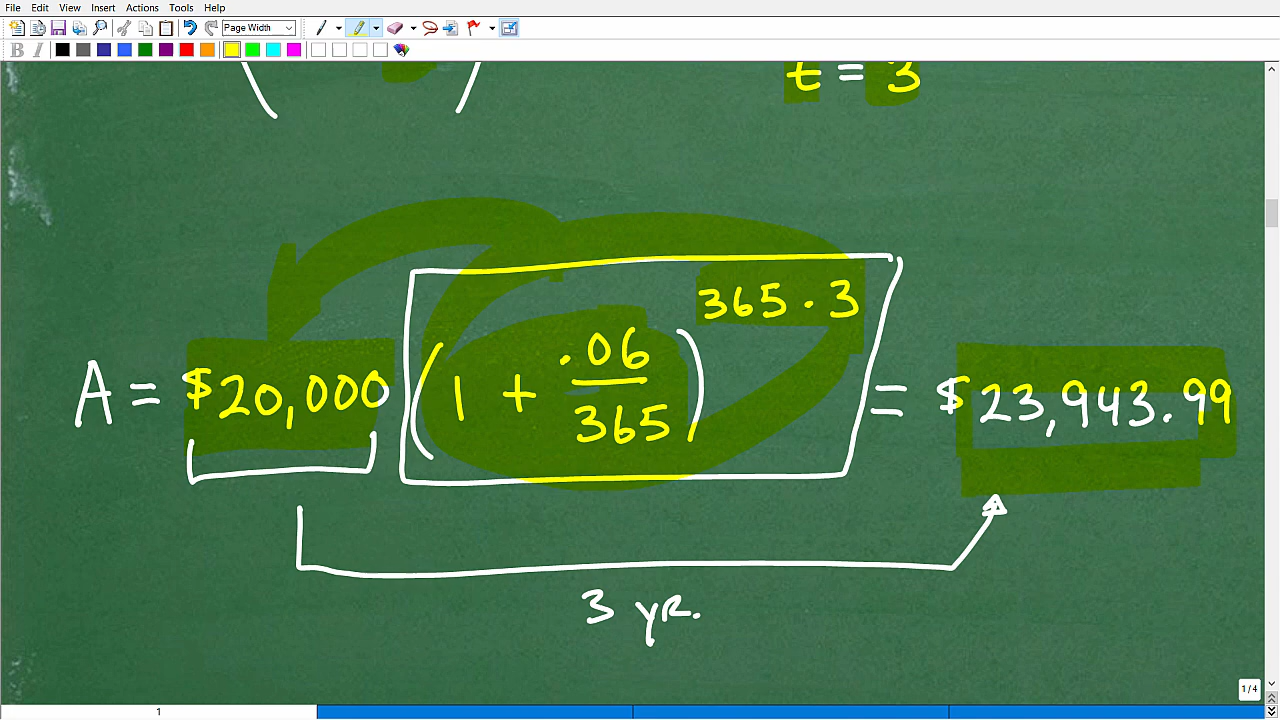 File Edit View Insert Actions Tools Help
Page Width
B I
t = 3
365 · 3
A = $20,000 (1 + .06/365) = $23,943.99
3 yr.
1/4
1